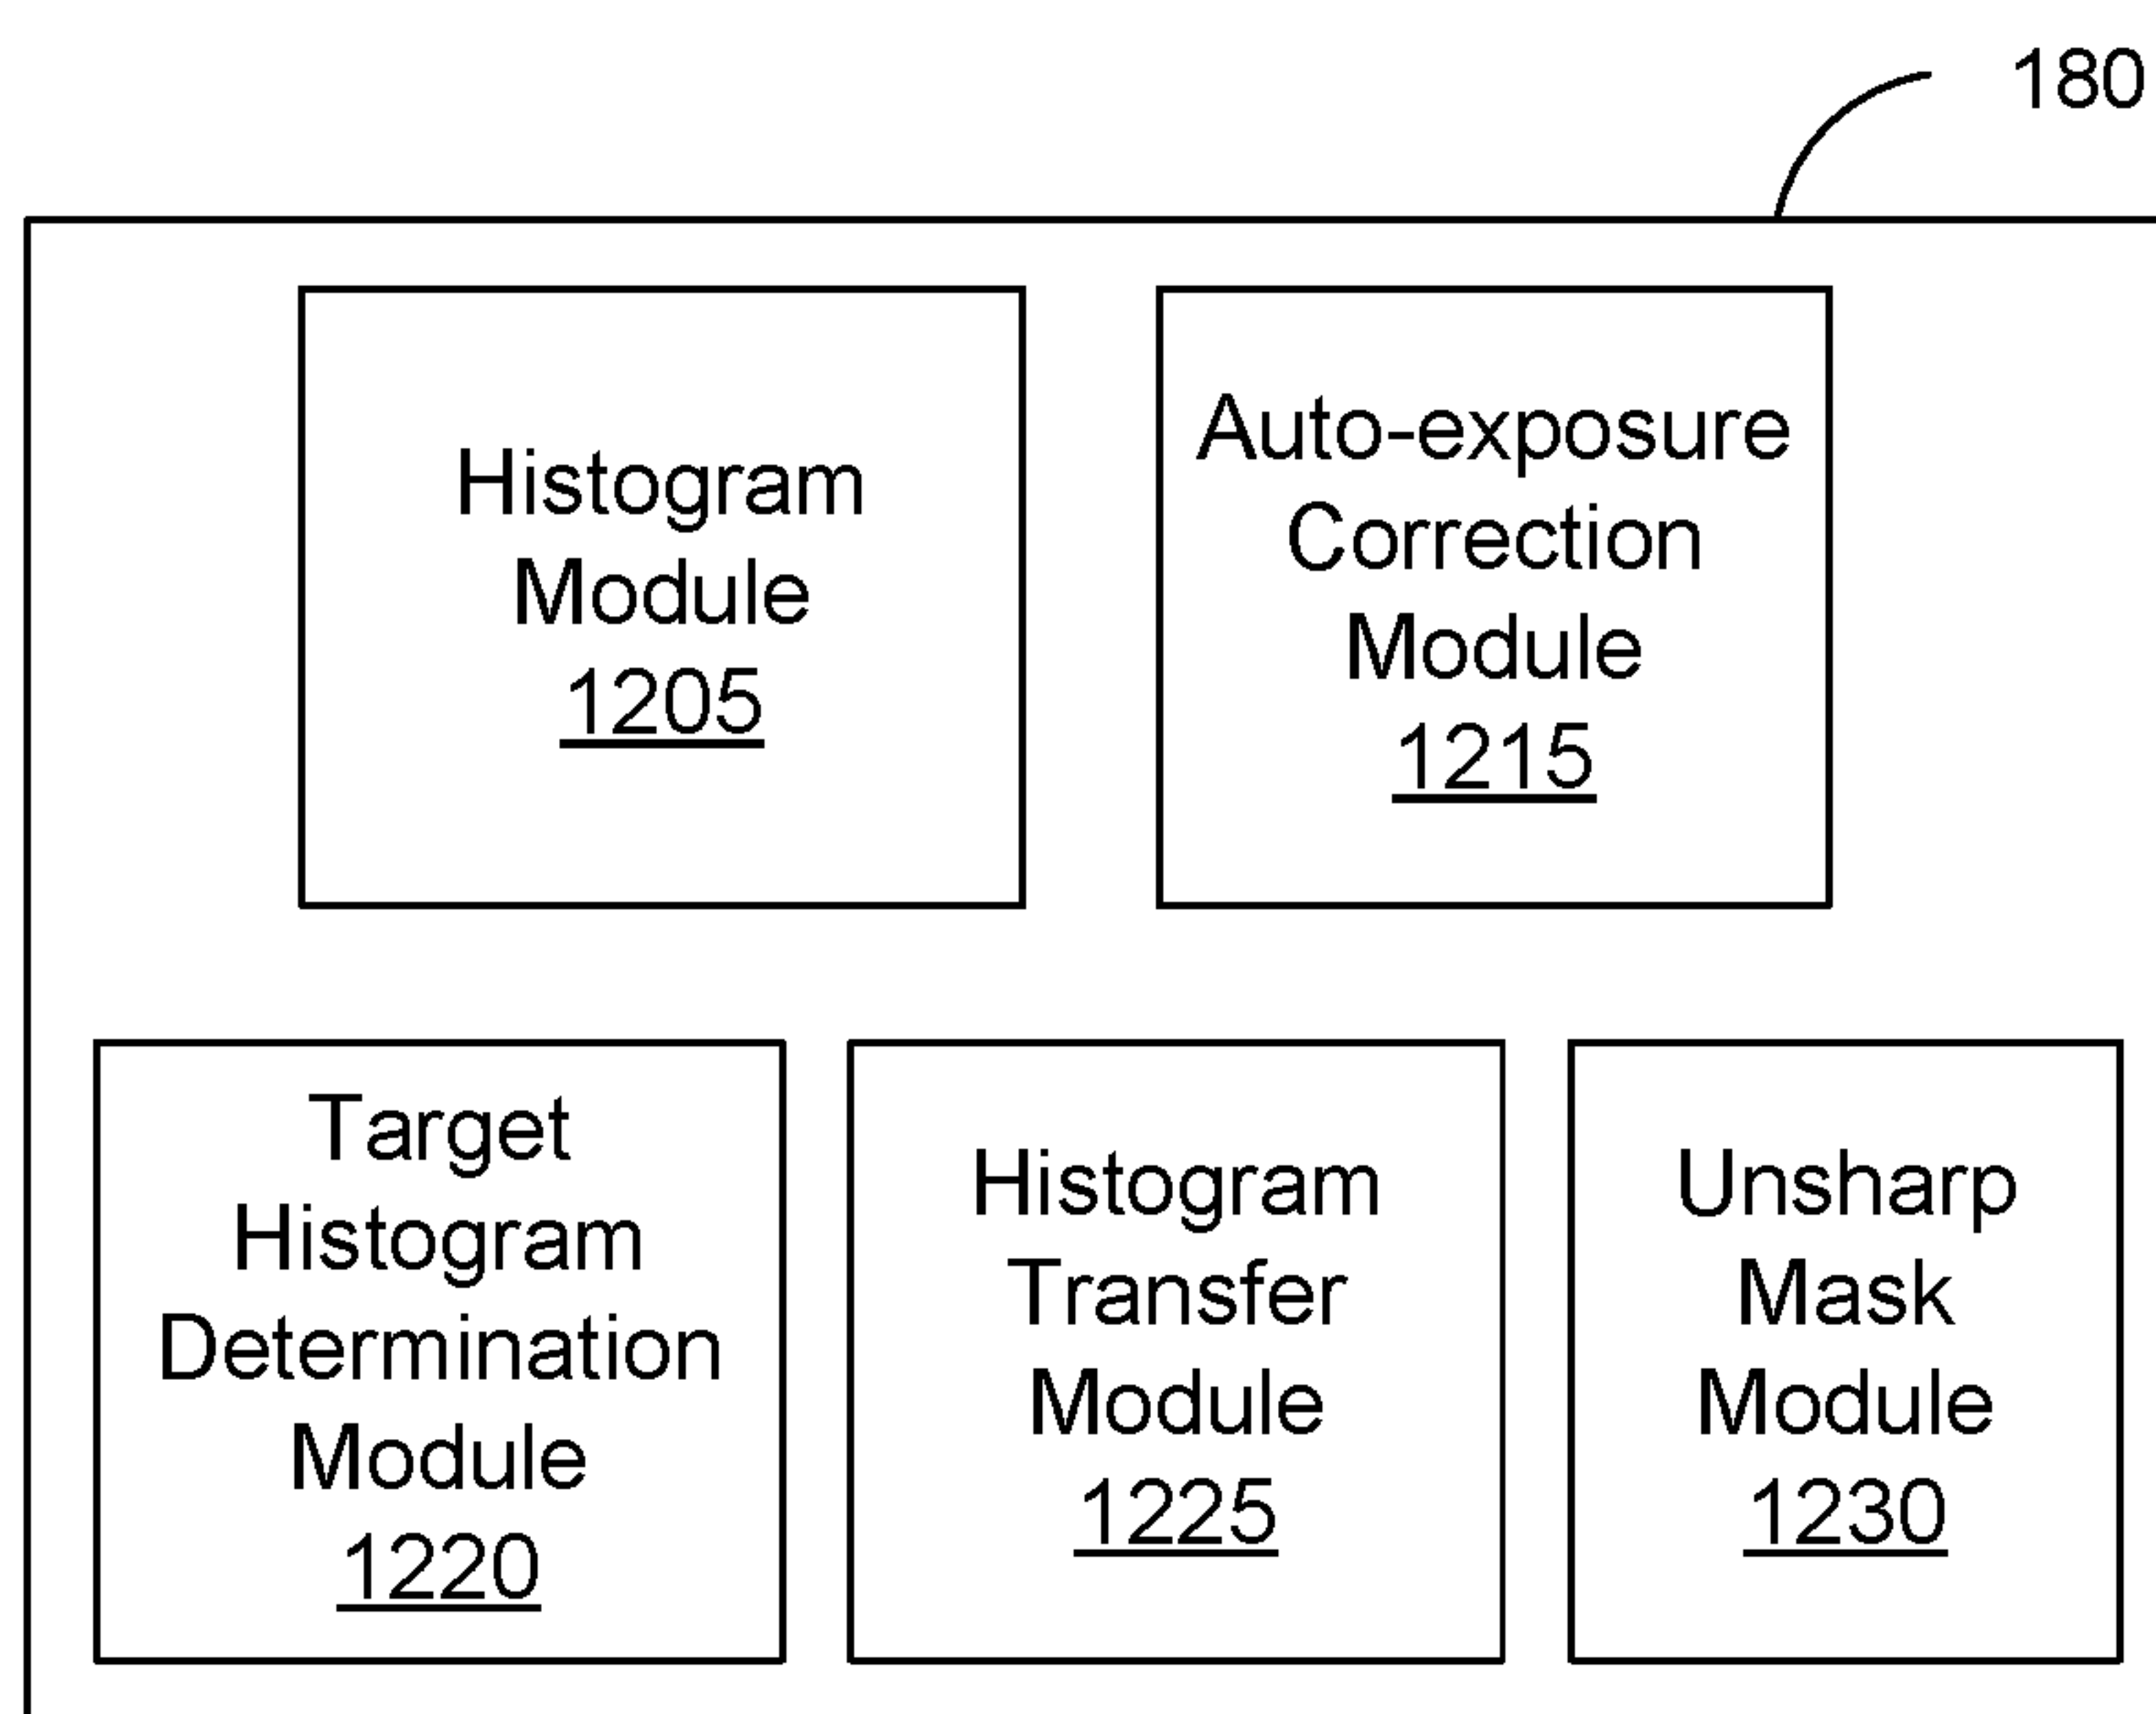 180
Histogram
Module
1205
Auto-exposure
Correction
Module
1215
Target
Histogram
Determination
Module
1220
Histogram
Transfer
Module
1225
Unsharp
Mask
Module
1230